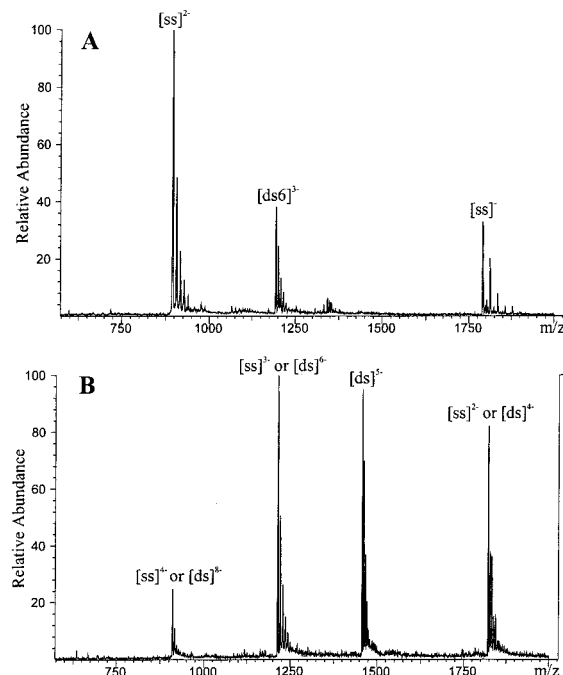 [ss]²⁻
A
100
80
60
40
20
Relative Abundance
[ds6]³⁻
[ss]⁻
750 1000 1250 1500 1750 m/z
[ss]³⁻ or [ds]⁶⁻
B
[ds]⁵⁻
[ss]²⁻ or [ds]⁴⁻
100
80
60
40
20
Relative Abundance
[ss]⁴⁻ or [ds]⁸⁻
750 1000 1250 1500 1750 m/z